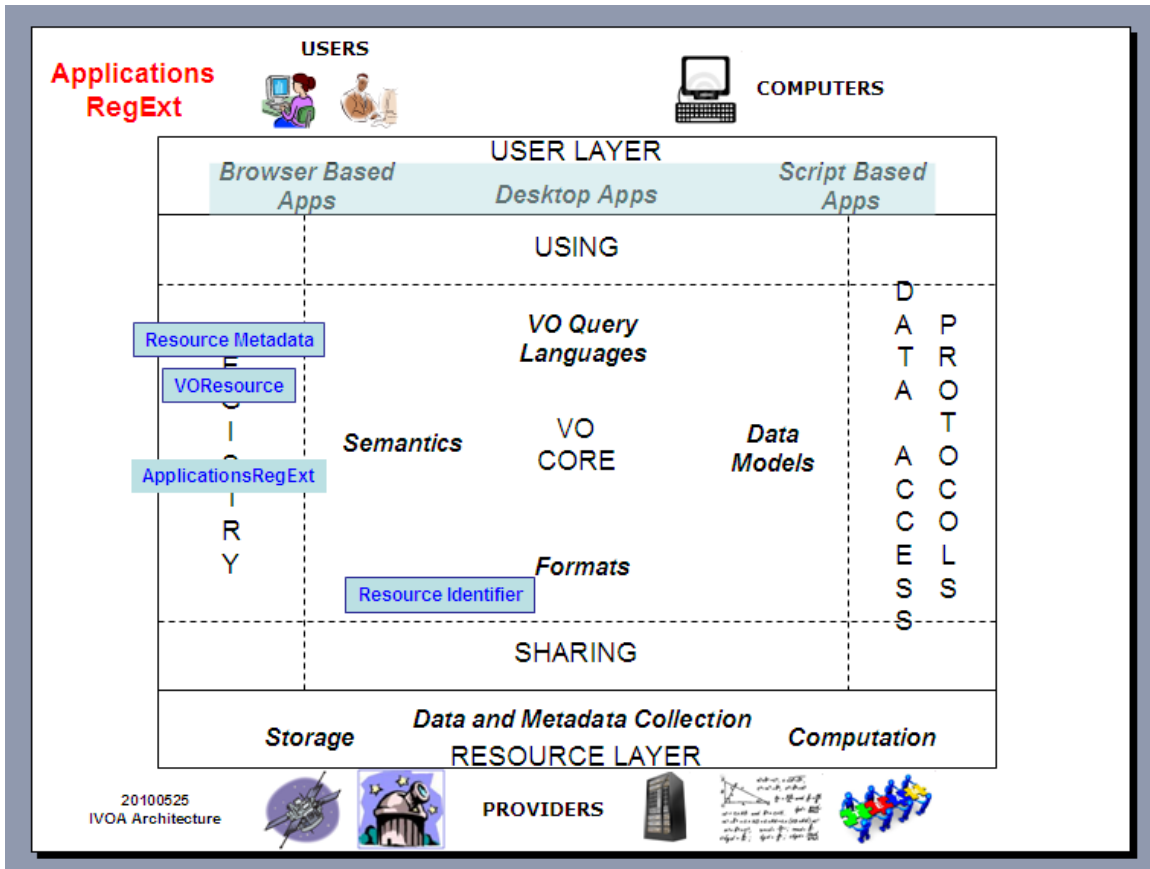 Applications
RegExt
USERS
COMPUTERS
USER LAYER
Browser Based
Apps
Desktop Apps
Script Based
Apps
USING
Resource Metadata
VOResource
ApplicationsRegExt
REGISTRY
VO Query
Languages
Semantics
VO
CORE
Data
Models
Formats
Resource Identifier
DATA ACCESS
PROTOCOLS
SHARING
Data and Metadata Collection
Storage
Computation
RESOURCE LAYER
20100525
IVOA Architecture
PROVIDERS